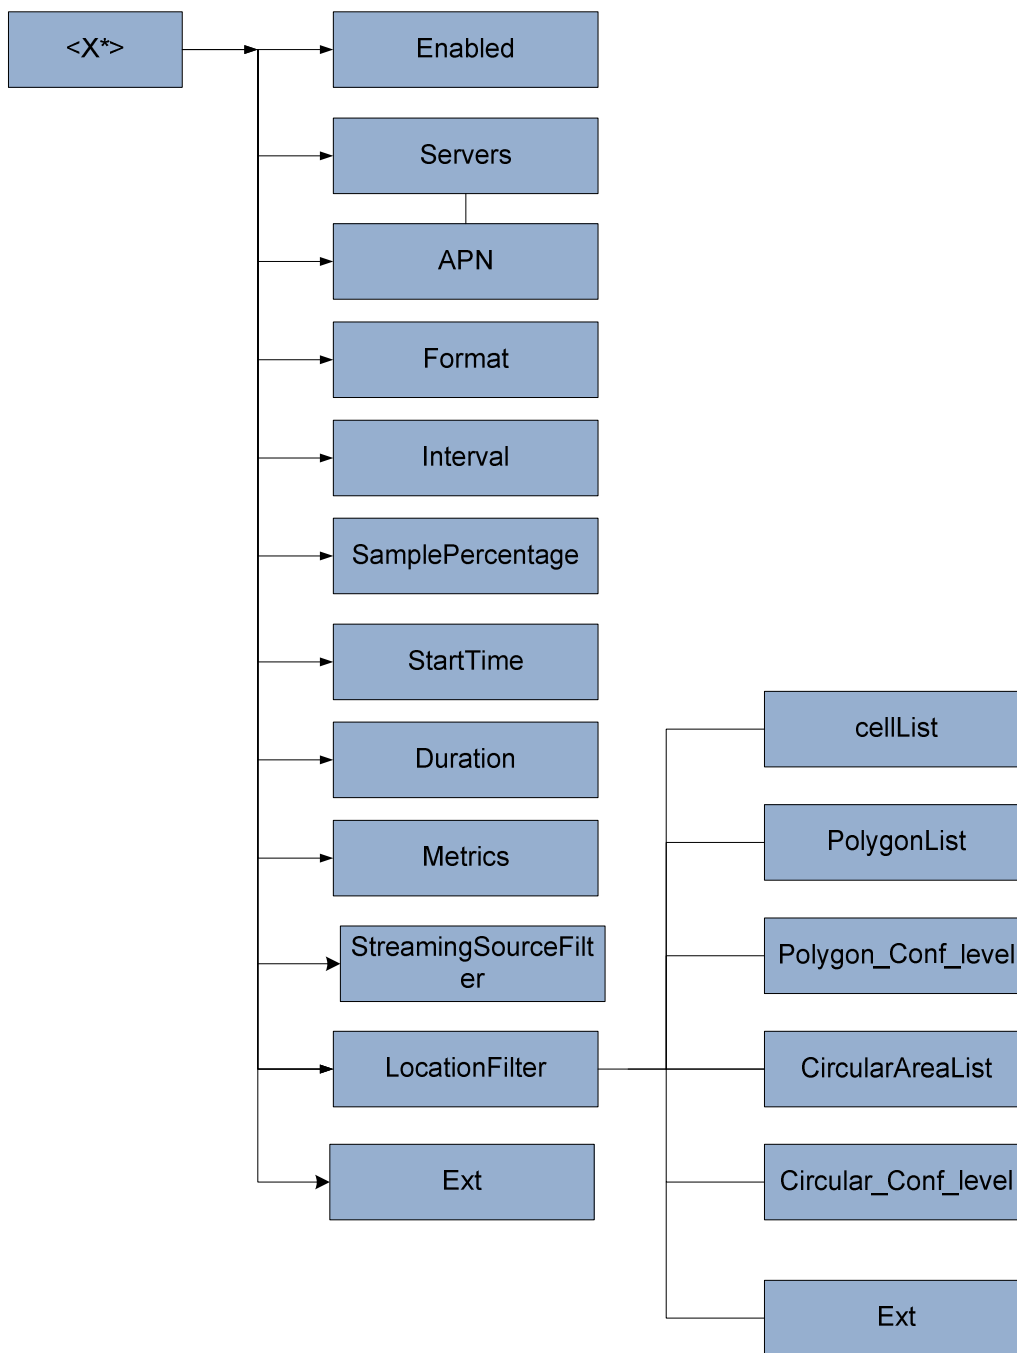 <X*>
Enabled
Servers
APN
Format
Interval
SamplePercentage
StartTime
Duration
Metrics
StreamingSourceFilt
er
LocationFilter
Ext
cellList
PolygonList
Polygon_Conf_level
CircularAreaList
Circular_Conf_level
Ext